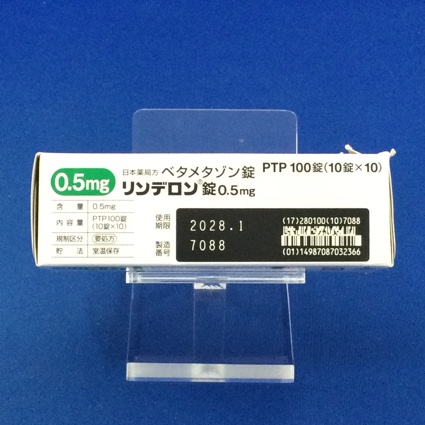 0.5mg
日本薬局方 ベタメタゾン錠 PTP 100錠(10錠×10)
リンデロン®錠0.5mg
含量 0.5mg
内容量 PTP100錠
(10錠×10)
規制区分 要処方
貯法 室温保存
使用
期限 2028.1
製造
番号 7088
(17)280100(10)7088
(01)14987087032366